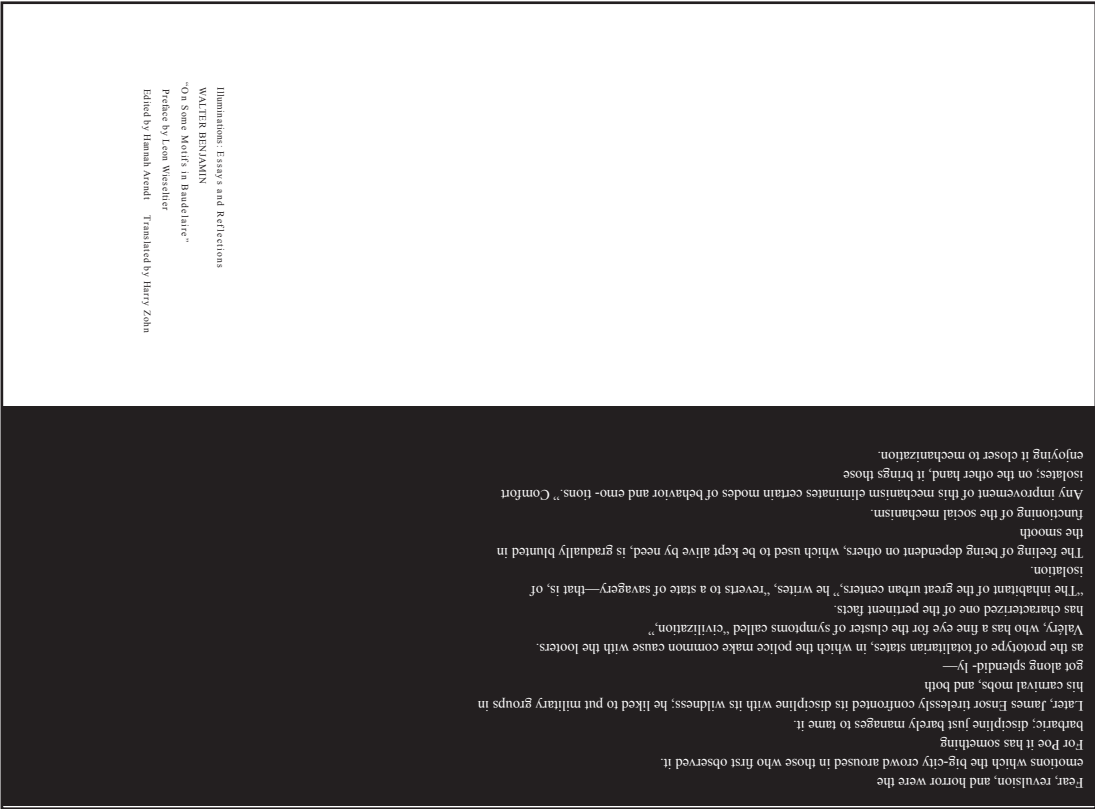 Illuminations: Essays and Reflections
WALTER BENJAMIN
“On Some Motifs in Baudelaire”
Preface by Leon Wieseltier
Edited by Hannah Arendt Translated by Harry Zohn
Fear, revulsion, and horror were the
emotions which the big-city crowd aroused in those who first observed it.
For Poe it has something
barbaric; discipline just barely manages to tame it.
Later, James Ensor tirelessly confronted its discipline with its wildness; he liked to put military groups in
his carnival mobs, and both
got along splendid- ly—
as the prototype of totalitarian states, in which the police make common cause with the looters.
Valéry, who has a fine eye for the cluster of symptoms called “civilization,”
has characterized one of the pertinent facts.
“The inhabitant of the great urban centers,” he writes, “reverts to a state of savagery—that is, of
isolation.
The feeling of being dependent on others, which used to be kept alive by need, is gradually blunted in
the smooth
functioning of the social mechanism.
Any improvement of this mechanism eliminates certain modes of behavior and emo- tions.” Comfort
isolates; on the other hand, it brings those
enjoying it closer to mechanization.